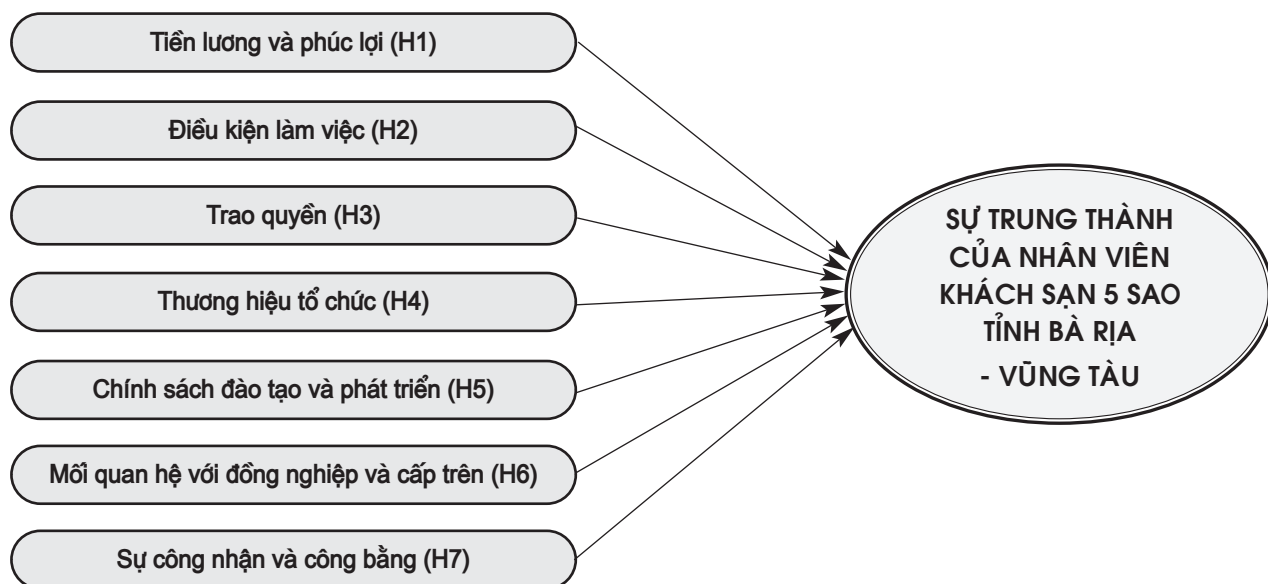 Tiền lương và phúc lợi (H1)
Điều kiện làm việc (H2)
Trao quyền (H3)
Thương hiệu tổ chức (H4)
Chính sách đào tạo và phát triển (H5)
Mối quan hệ với đồng nghiệp và cấp trên (H6)
Sự công nhận và công bằng (H7)
SỰ TRUNG THÀNH
CỦA NHÂN VIÊN
KHÁCH SẠN 5 SAO
TỈNH BÀ RỊA
- VŨNG TÀU